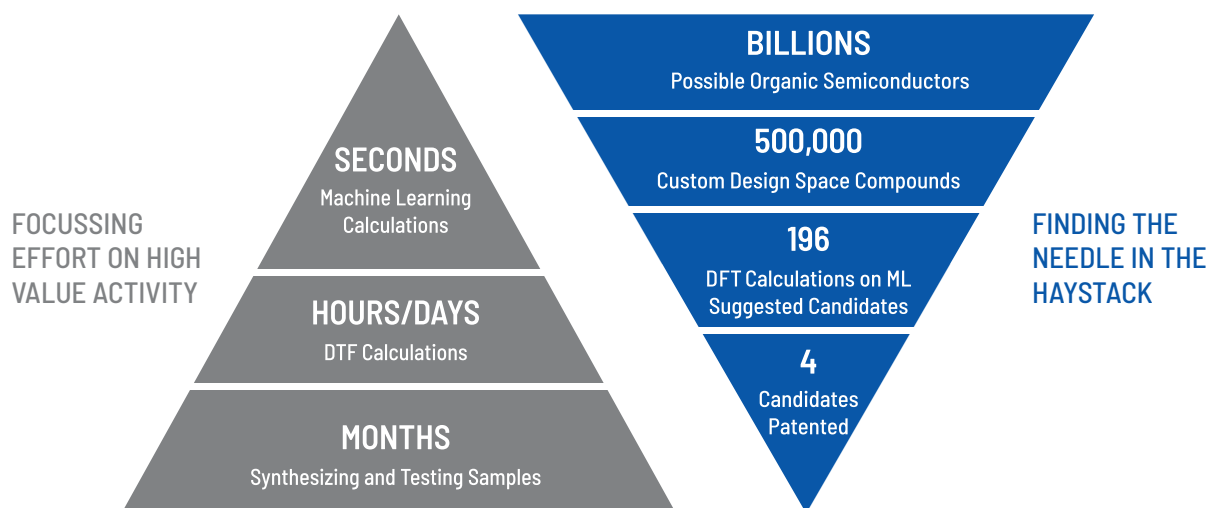 FOCUSSING
EFFORT ON HIGH
VALUE ACTIVITY
SECONDS
Machine Learning
Calculations
HOURS/DAYS
DTF Calculations
MONTHS
Synthesizing and Testing Samples
BILLIONS
Possible Organic Semiconductors
500,000
Custom Design Space Compounds
196
DFT Calculations on ML
Suggested Candidates
4
Candidates
Patented
FINDING THE
NEEDLE IN THE
HAYSTACK